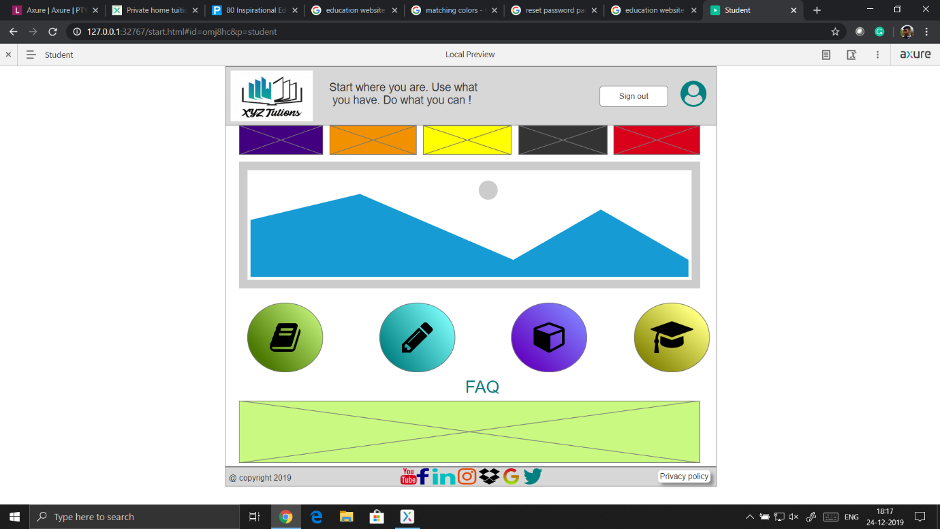 Axure | Axure | PT
Private home tuiti
80 Inspirational Ed
education website
matching colors -
reset password pa
education website
Student
127.0.0.1:32767/start.html#id=omj8hc&p=student
Student
Local Preview
axure
XYZ Tutions
Start where you are. Use what
you have. Do what you can !
Sign out
FAQ
@ copyright 2019
You
Tube
Privacy policy
Type here to search
ENG
18:17
24-12-2019